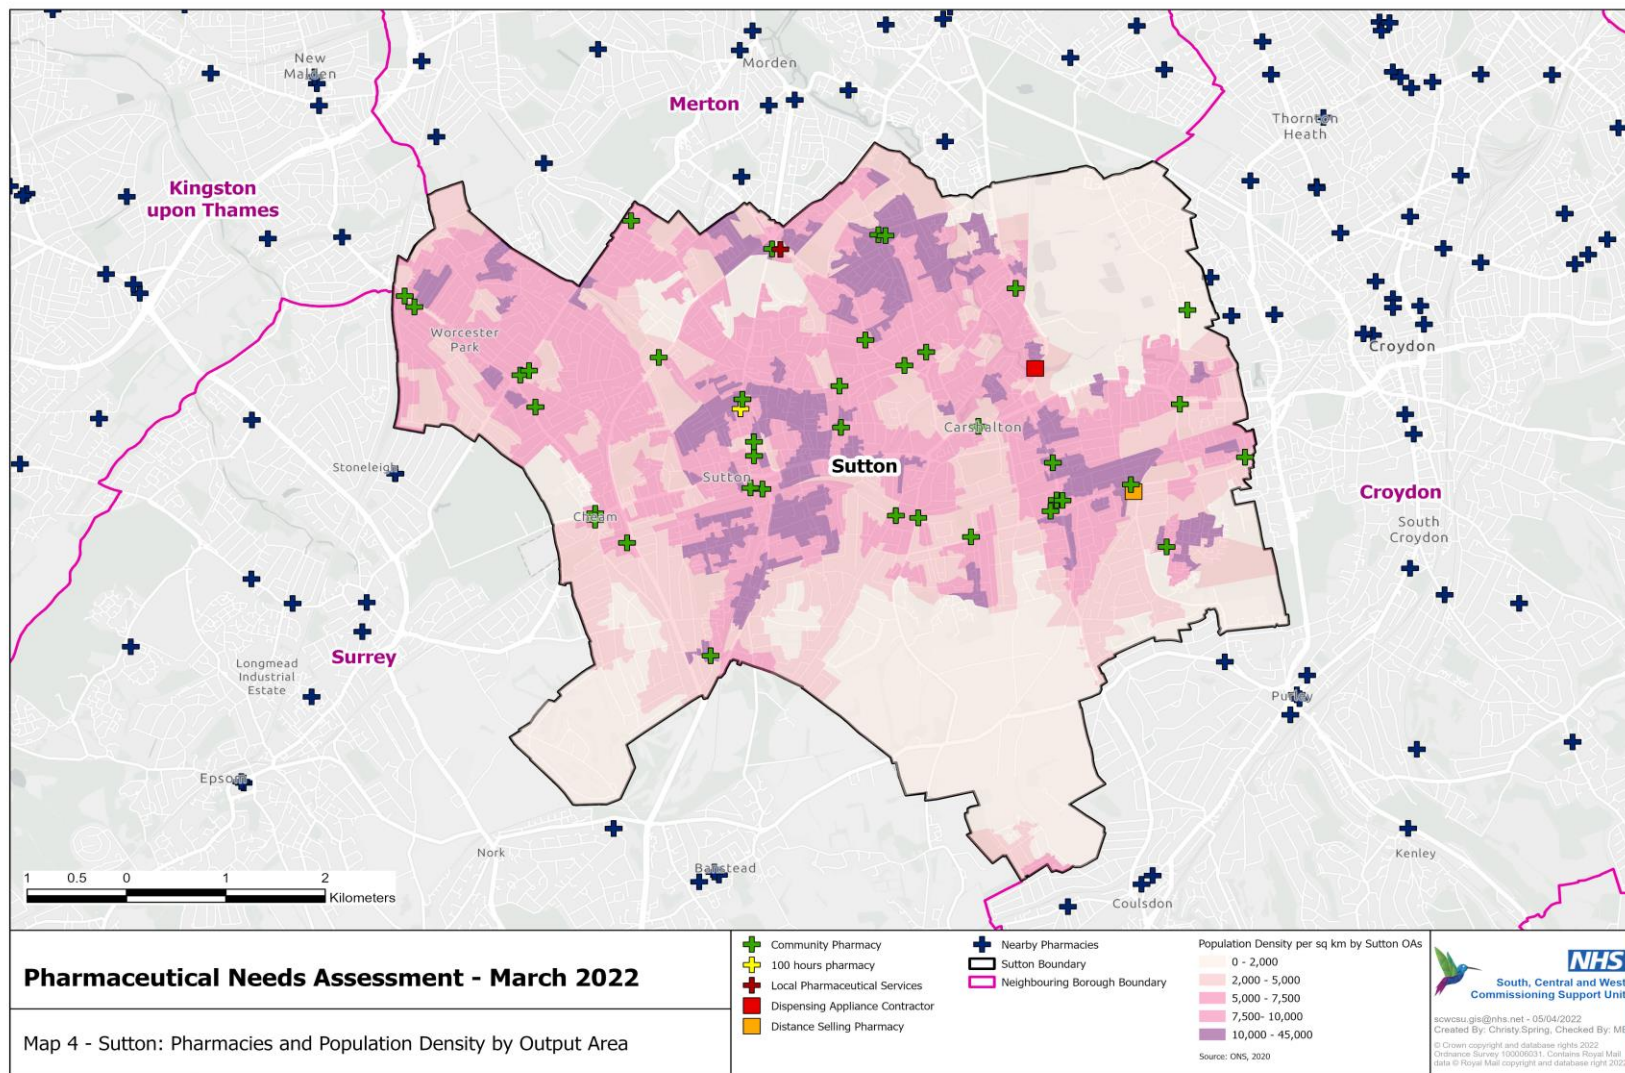 New
Malden
Morden
Merton
Thornton
Heath
Kingston
upon Thames
Worcester
Park
Croydon
Carshalton
Stoneleigh
Sutton
Sutton
Croydon
Cheam
South
Croydon
Surrey
Longmead
Industrial
Estate
Purley
Epsom
Nork
Banstead
Kenley
Coulsdon
1 0.5 0 1 2
Kilometers
Pharmaceutical Needs Assessment - March 2022
Map 4 - Sutton: Pharmacies and Population Density by Output Area
Community Pharmacy
100 hours pharmacy
Local Pharmaceutical Services
Dispensing Appliance Contractor
Distance Selling Pharmacy
Nearby Pharmacies
Sutton Boundary
Neighbouring Borough Boundary
Population Density per sq km by Sutton OAs
0 - 2,000
2,000 - 5,000
5,000 - 7,500
7,500- 10,000
10,000 - 45,000
Source: ONS, 2020
NHS
South, Central and West
Commissioning Support Unit
scwcsu.gis@nhs.net - 05/04/2022
Created By: Christy.Spring, Checked By: ME
© Crown copyright and database rights 2022
Ordnance Survey 100006031. Contains Royal Mail
data © Royal Mail copyright and database right 2022